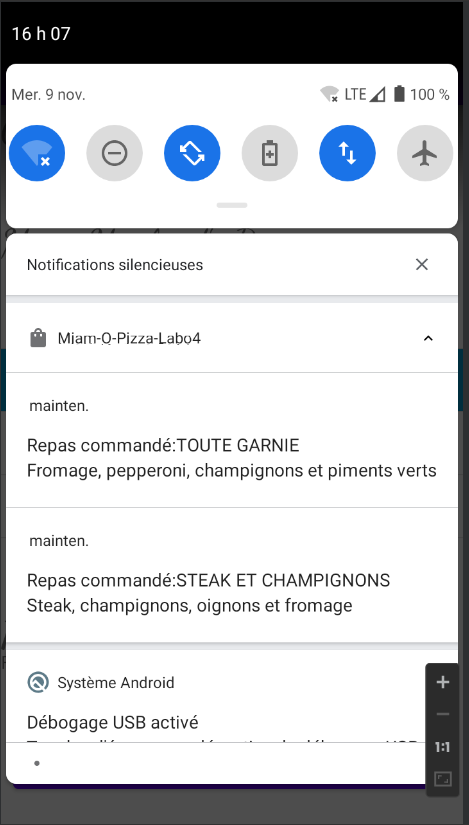 16 h 07
Mer. 9 nov.
LTE
100 %
Notifications silencieuses
Miam-O-Pizza-Labo4
mainten.
Repas commandé:TOUTE GARNIE
Fromage, pepperoni, champignons et piments verts
mainten.
Repas commandé:STEAK ET CHAMPIGNONS
Steak, champignons, oignons et fromage
Système Android
Débogage USB activé
1:1